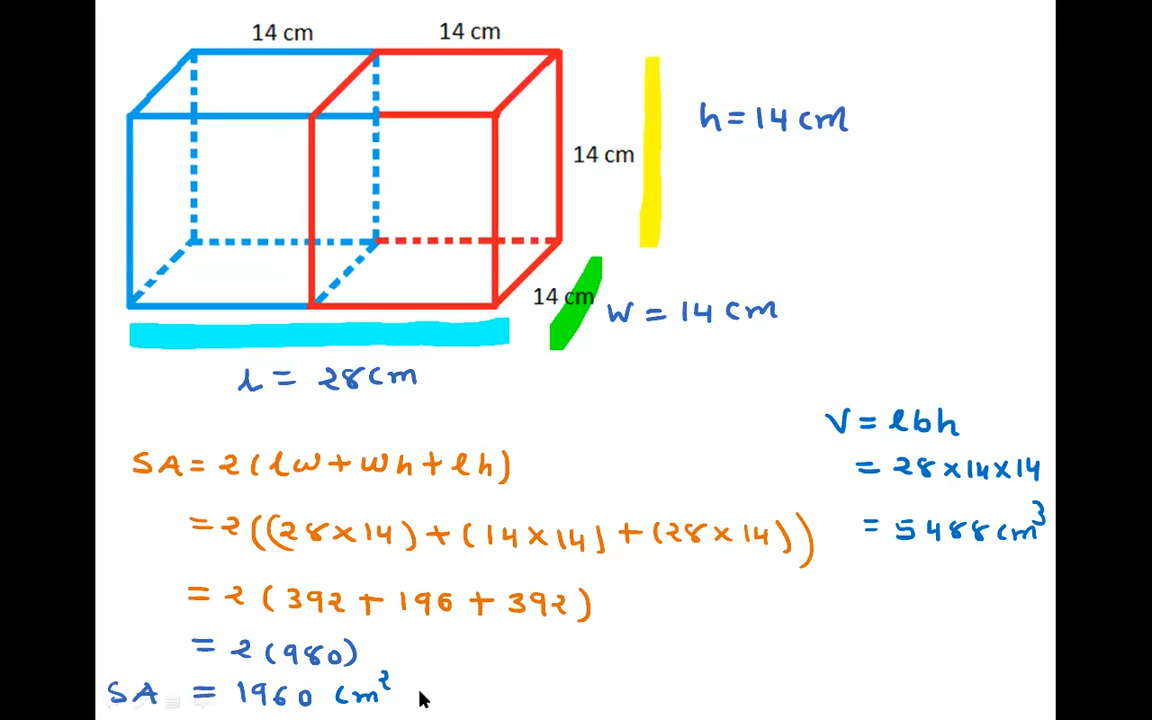 14 cm 14 cm
h = 14 cm
14 cm
14 cm
w = 14 cm
l = 28 cm
V = lbh
SA = 2 (lw + wh + lh)
= 28 × 14 × 14
= 2 ((28 × 14) + (14 × 14) + (28 × 14))
= 5488 cm³
= 2 (392 + 196 + 392)
= 2 (980)
SA = 1960 cm²